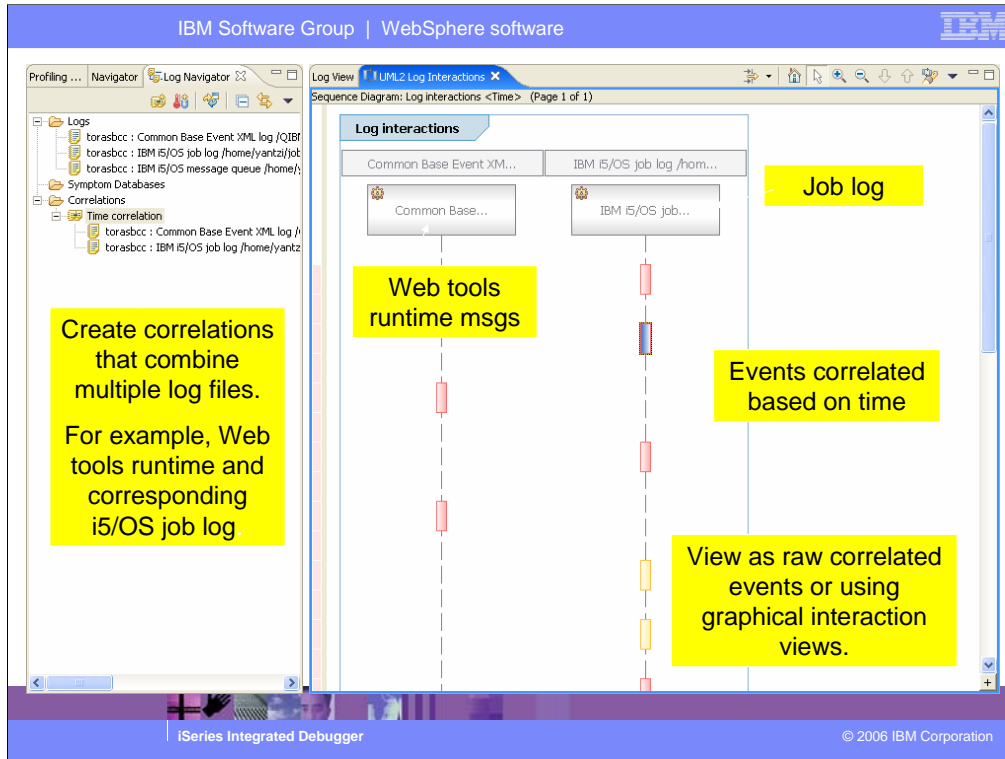 IBM Software Group | WebSphere software
IBM
Profiling ... Navigator Log Navigator
Logs
torasbcc : Common Base Event XML log /QIBM
torasbcc : IBM i5/OS job log /home/yantzi/job
torasbcc : IBM i5/OS message queue /home/y
Symptom Databases
Correlations
Time correlation
torasbcc : Common Base Event XML log /
torasbcc : IBM i5/OS job log /home/yantz
Create correlations
that combine
multiple log files.
For example, Web
tools runtime and
corresponding
i5/OS job log.
Log View UML2 Log Interactions
Sequence Diagram: Log interactions <Time> (Page 1 of 1)
Log interactions
Common Base Event XM...
IBM i5/OS job log /hom...
Common Base...
IBM i5/OS job...
Job log
Web tools
runtime msgs
Events correlated
based on time
View as raw correlated
events or using
graphical interaction
views.
iSeries Integrated Debugger
© 2006 IBM Corporation